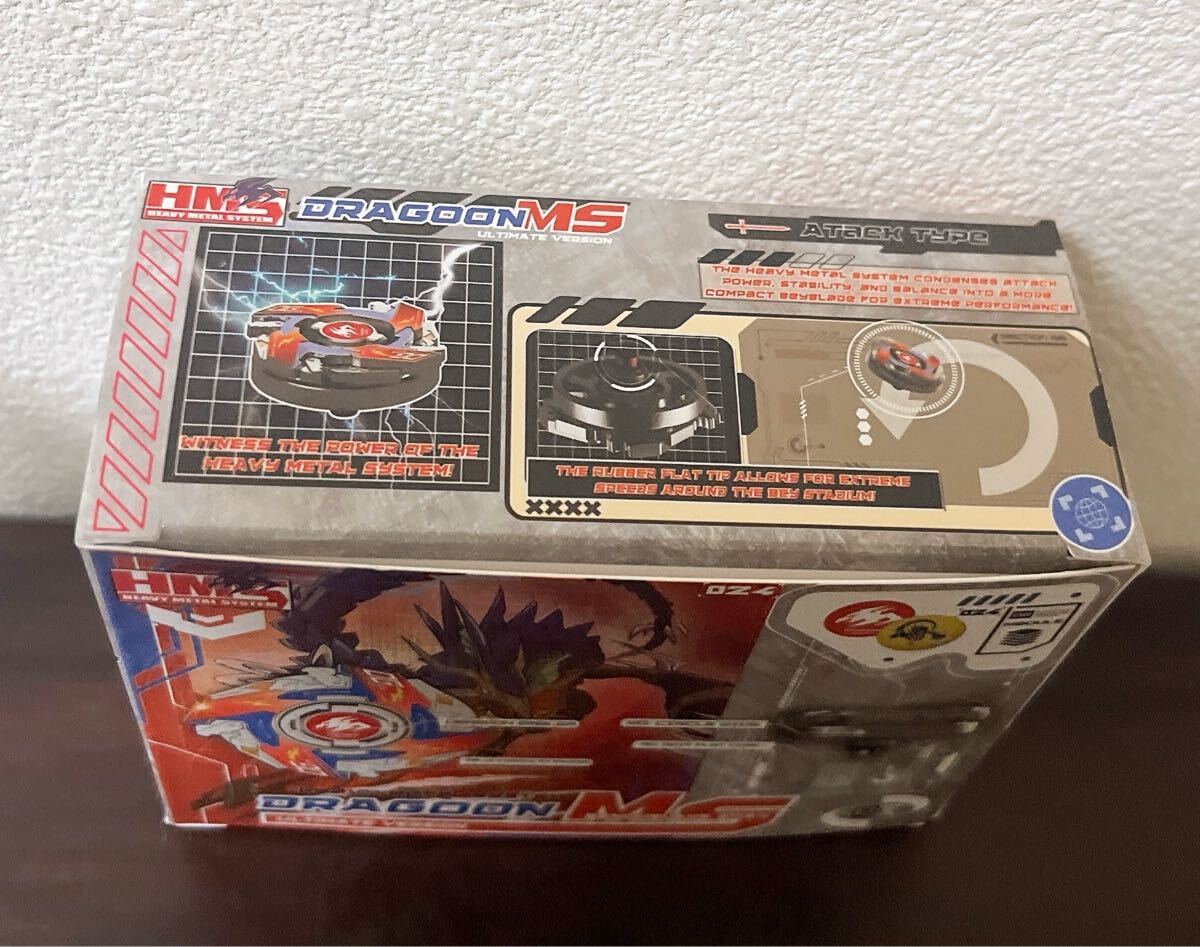 HMS
HEAVY METAL SYSTEM
DRAGOON MS
ULTIMATE VERSION
ATACK TYPE
THE HEAVY METAL SYSTEM CONDENSES ATTACK
POWER, STABILITY, AND BALANCE INTO A MORE
COMPACT BEYBLADE FOR EXTREME PERFORMANCE!
WITNESS THE POWER OF THE
HEAVY METAL SYSTEM!
THE RUBBER FLAT TIP ALLOWS FOR EXTREME
SPEEDS AROUND THE BEY STADIUM!
XXXX
HMS
HEAVY METAL SYSTEM
DRAGOON MS
ULTIMATE VERSION